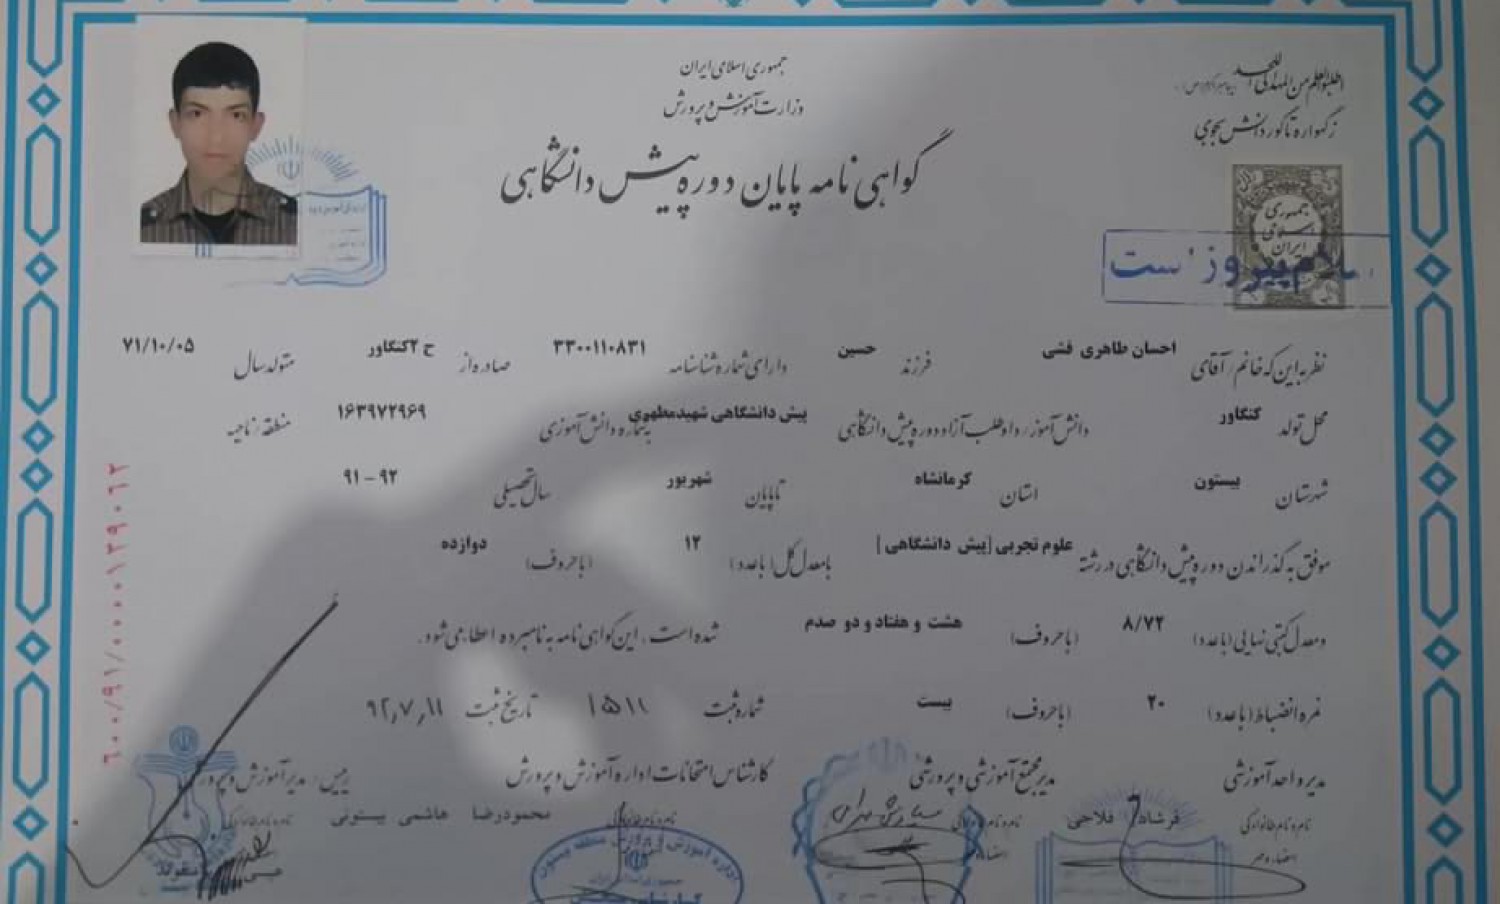 اطلبوا العلم من المهد الی اللحد
زگهواره تا گور دانش بجوی
جمهوری اسلامی ایران
وزارت آموزش و پرورش
گواهی نامه پایان دوره پیش دانشگاهی
جمهوری اسلامی ایران
پیروز ست
نظر به این که خانم / آقای احسان طاهری فشی فرزند حسین دارای شماره شناسنامه ۳۳۰۰۱۱۰۸۳۱ صادره از ح ۲کنگاور متولد سال ۷۱/۱۰/۰۵
محل تولد کنگاور دانش آموز / داوطلب آزاد دوره پیش دانشگاهی پیش دانشگاهی شهیدمطهری به شماره دانش آموزی ۱۶۳۹۷۲۹۶۹ منطقه / ناحیه
شهرستان بیستون استان کرمانشاه تا پایان شهریور سال تحصیلی ۹۲ - ۹۱
موفق به گذراندن دوره پیش دانشگاهی در رشته علوم تجربی [پیش دانشگاهی ] با معدل کل ( با عدد ) ۱۲ ( با حروف ) دوازده
و معدل کتبی نهایی ( با عدد ) ۸/۷۲ ( با حروف ) هشت و هفتاد و دو صدم شده است ، این گواهی نامه به نامبرده اعطا می شود .
نمره انضباط ( با عدد ) ۲۰ ( با حروف ) بیست شماره ثبت ۱۵۱۱ تاریخ ثبت ۹۲,۷,۱۱
مدیر واحد آموزشی مدیر مجتمع آموزشی و پرورشی کارشناس امتحانات اداره آموزش و پرورش رییس / مدیر آموزش و پرورش
نام و نام خانوادگی فرشاد فلاحی نام و نام خانوادگی نام و نام خانوادگی محمودرضا هاشمی بیستونی نام و نام خانوادگی
امضاء و مهر امضاء
اداره آموزش و پرورش منطقه بیستون
۶۰۰/۹۱/۰۰۰۰۱۲۹۰۶۲